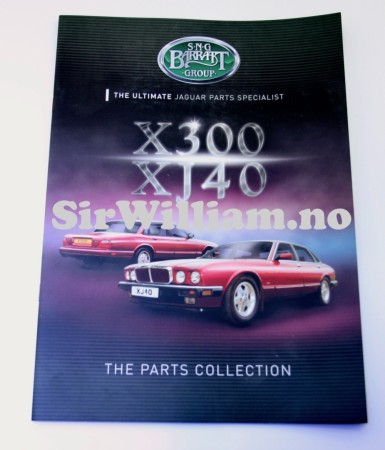 S·N·G
BARRATT
GROUP
THE ULTIMATE JAGUAR PARTS SPECIALIST
X300
XJ40
SirWilliam.no
XJ40
THE PARTS COLLECTION